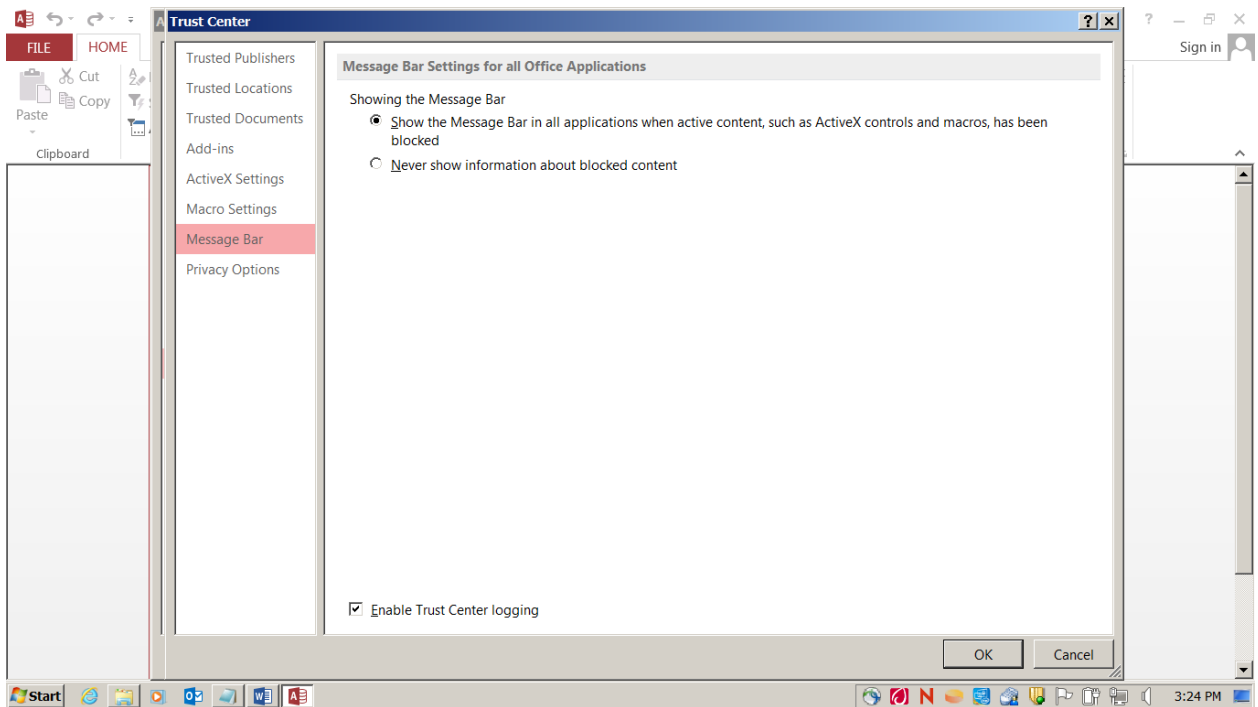 Trust Center
?
Sign in
FILE
HOME
Cut
Copy
Paste
Clipboard
Trusted Publishers
Trusted Locations
Trusted Documents
Add-ins
ActiveX Settings
Macro Settings
Message Bar
Privacy Options
Message Bar Settings for all Office Applications
Showing the Message Bar
Show the Message Bar in all applications when active content, such as ActiveX controls and macros, has been
blocked
Never show information about blocked content
Enable Trust Center logging
OK
Cancel
Start
3:24 PM